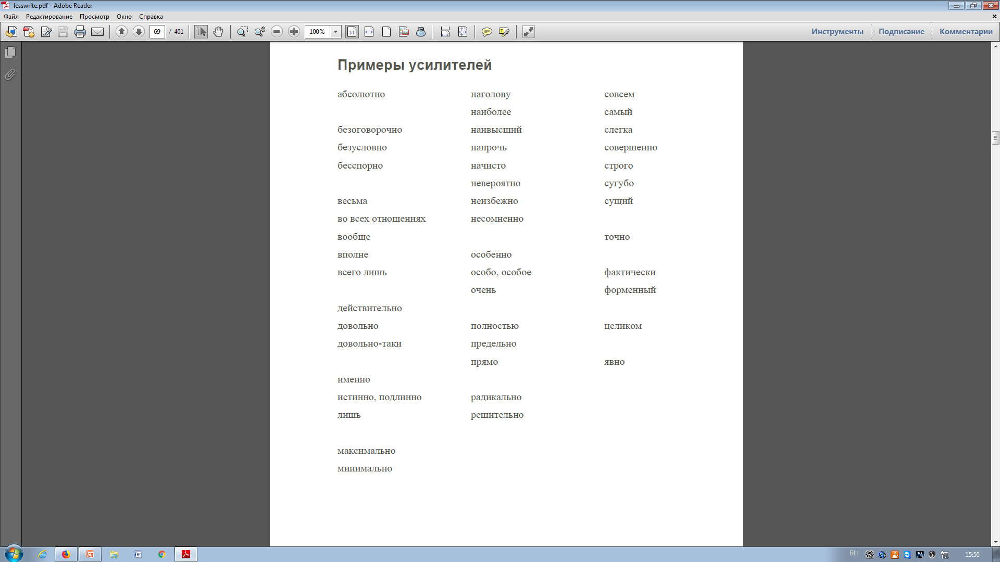 lesswrite.pdf - Adobe Reader
Файл Редактирование Просмотр Окно Справка
69 / 401 100% Инструменты Подписание Комментарии
Примеры усилителей
абсолютно наголову совсем
наиболее самый
безоговорочно наивысший слегка
безусловно напрочь совершенно
бесспорно начисто строго
невероятно сугубо
весьма неизбежно сущий
во всех отношениях несомненно
вообще точно
вполне особенно
всего лишь особо, особое фактически
очень форменный
действительно
довольно полностью целиком
довольно-таки предельно
прямо явно
именно
истинно, подлинно радикально
лишь решительно
максимально
минимально
RU 15:50